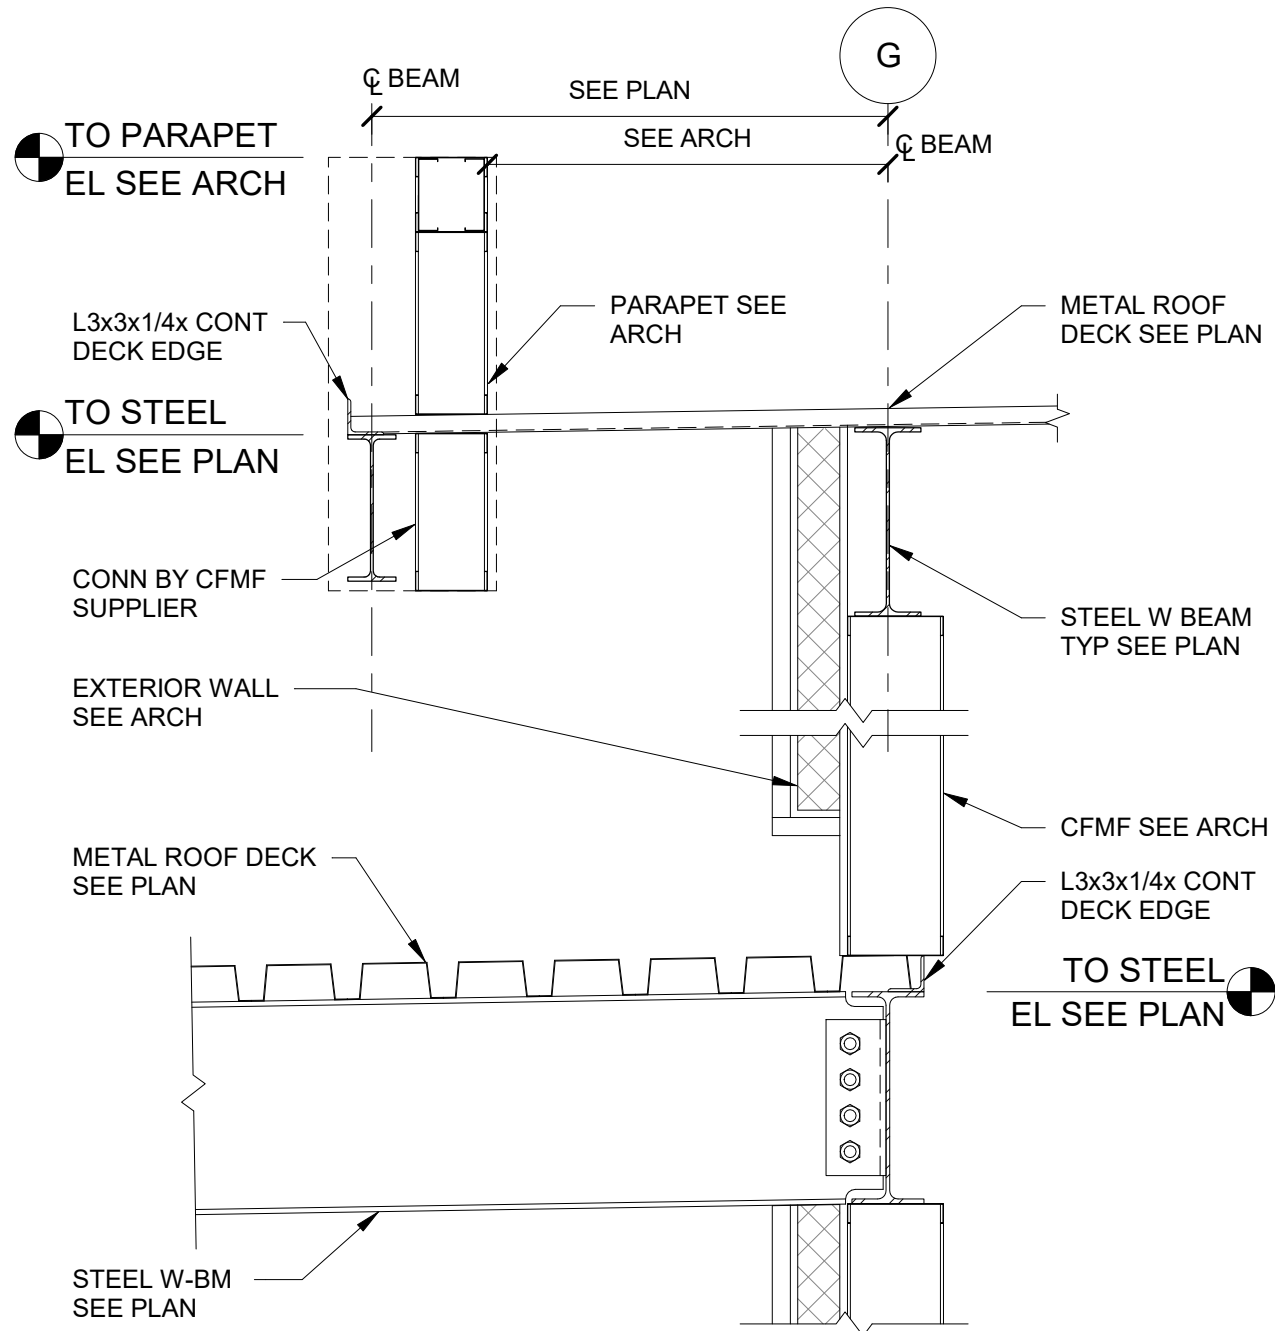 G
℄ BEAM
SEE PLAN
TO PARAPET
EL SEE ARCH
SEE ARCH
℄ BEAM
L3x3x1/4x CONT
DECK EDGE
PARAPET SEE
ARCH
METAL ROOF
DECK SEE PLAN
TO STEEL
EL SEE PLAN
CONN BY CFMF
SUPPLIER
STEEL W BEAM
TYP SEE PLAN
EXTERIOR WALL
SEE ARCH
CFMF SEE ARCH
METAL ROOF DECK
SEE PLAN
L3x3x1/4x CONT
DECK EDGE
TO STEEL
EL SEE PLAN
STEEL W-BM
SEE PLAN